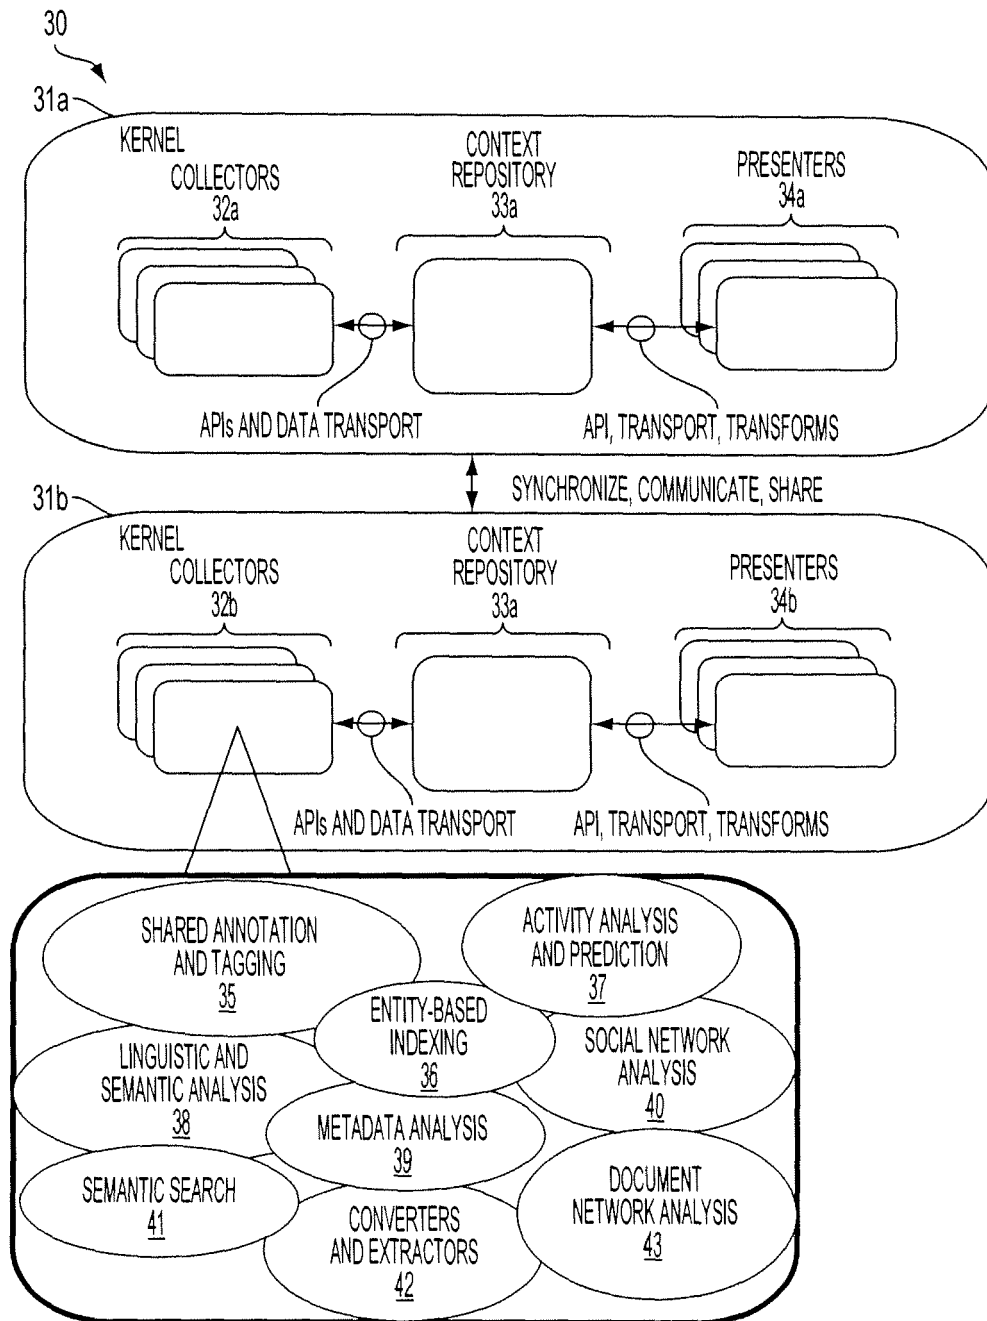 30
31a
KERNEL
COLLECTORS
32a
CONTEXT
REPOSITORY
33a
PRESENTERS
34a
APIs AND DATA TRANSPORT
API, TRANSPORT, TRANSFORMS
SYNCHRONIZE, COMMUNICATE, SHARE
31b
KERNEL
COLLECTORS
32b
CONTEXT
REPOSITORY
33a
PRESENTERS
34b
APIs AND DATA TRANSPORT
API, TRANSPORT, TRANSFORMS
SHARED ANNOTATION
AND TAGGING
35
ACTIVITY ANALYSIS
AND PREDICTION
37
ENTITY-BASED
INDEXING
36
LINGUISTIC AND
SEMANTIC ANALYSIS
38
SOCIAL NETWORK
ANALYSIS
40
METADATA ANALYSIS
39
SEMANTIC SEARCH
41
CONVERTERS
AND EXTRACTORS
42
DOCUMENT
NETWORK ANALYSIS
43